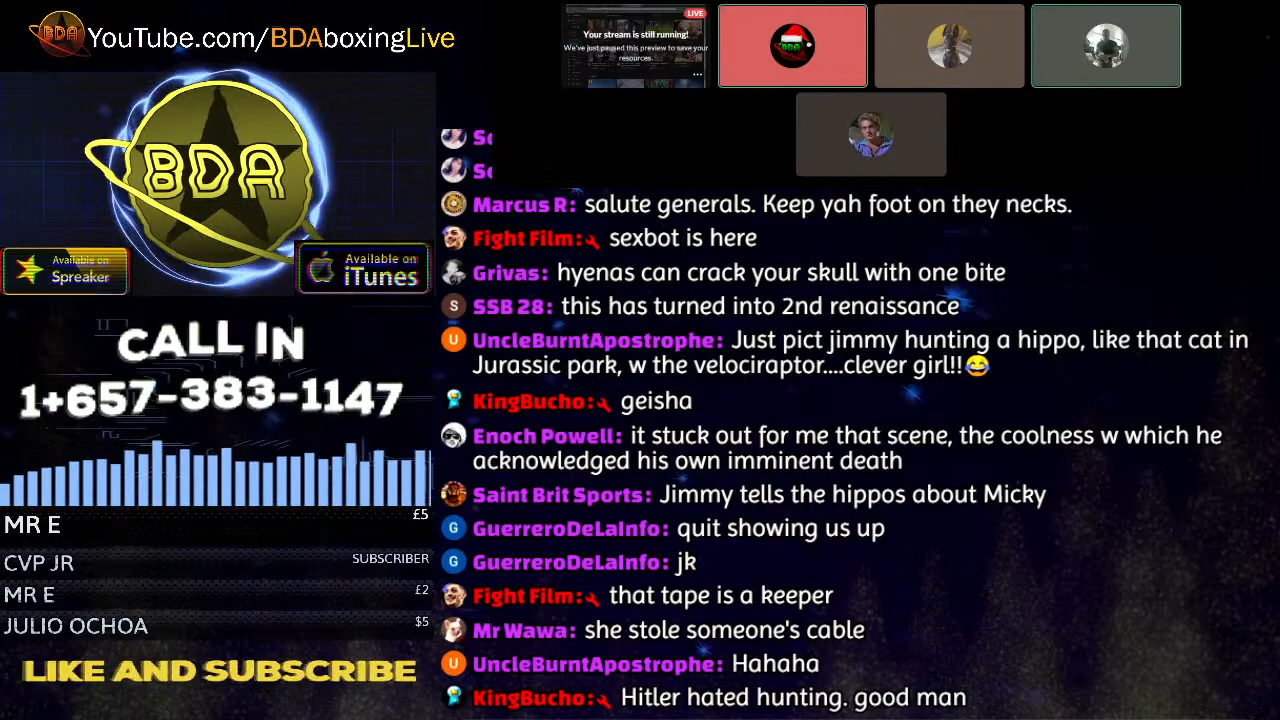 BDA
YouTube.com/BDAboxingLive
LIVE
Your stream is still running!
We've just paused this preview to save your
resources.
BDA
BDA
Available on
Spreaker
Available on
iTunes
CALL IN
1+657-383-1147
MR E £5
CVP JR SUBSCRIBER
MR E £2
JULIO OCHOA $5
LIKE AND SUBSCRIBE
Marcus R: salute generals. Keep yah foot on they necks.
Fight Film: sexbot is here
Grivas: hyenas can crack your skull with one bite
S SSB 28: this has turned into 2nd renaissance
U UncleBurntApostrophe: Just pict jimmy hunting a hippo, like that cat in
Jurassic park, w the velociraptor....clever girl!!😂
KingBucho: geisha
Enoch Powell: it stuck out for me that scene, the coolness w which he
acknowledged his own imminent death
Saint Brit Sports: Jimmy tells the hippos about Micky
G GuerreroDeLaInfo: quit showing us up
G GuerreroDeLaInfo: jk
Fight Film: that tape is a keeper
Mr Wawa: she stole someone's cable
U UncleBurntApostrophe: Hahaha
KingBucho: Hitler hated hunting. good man